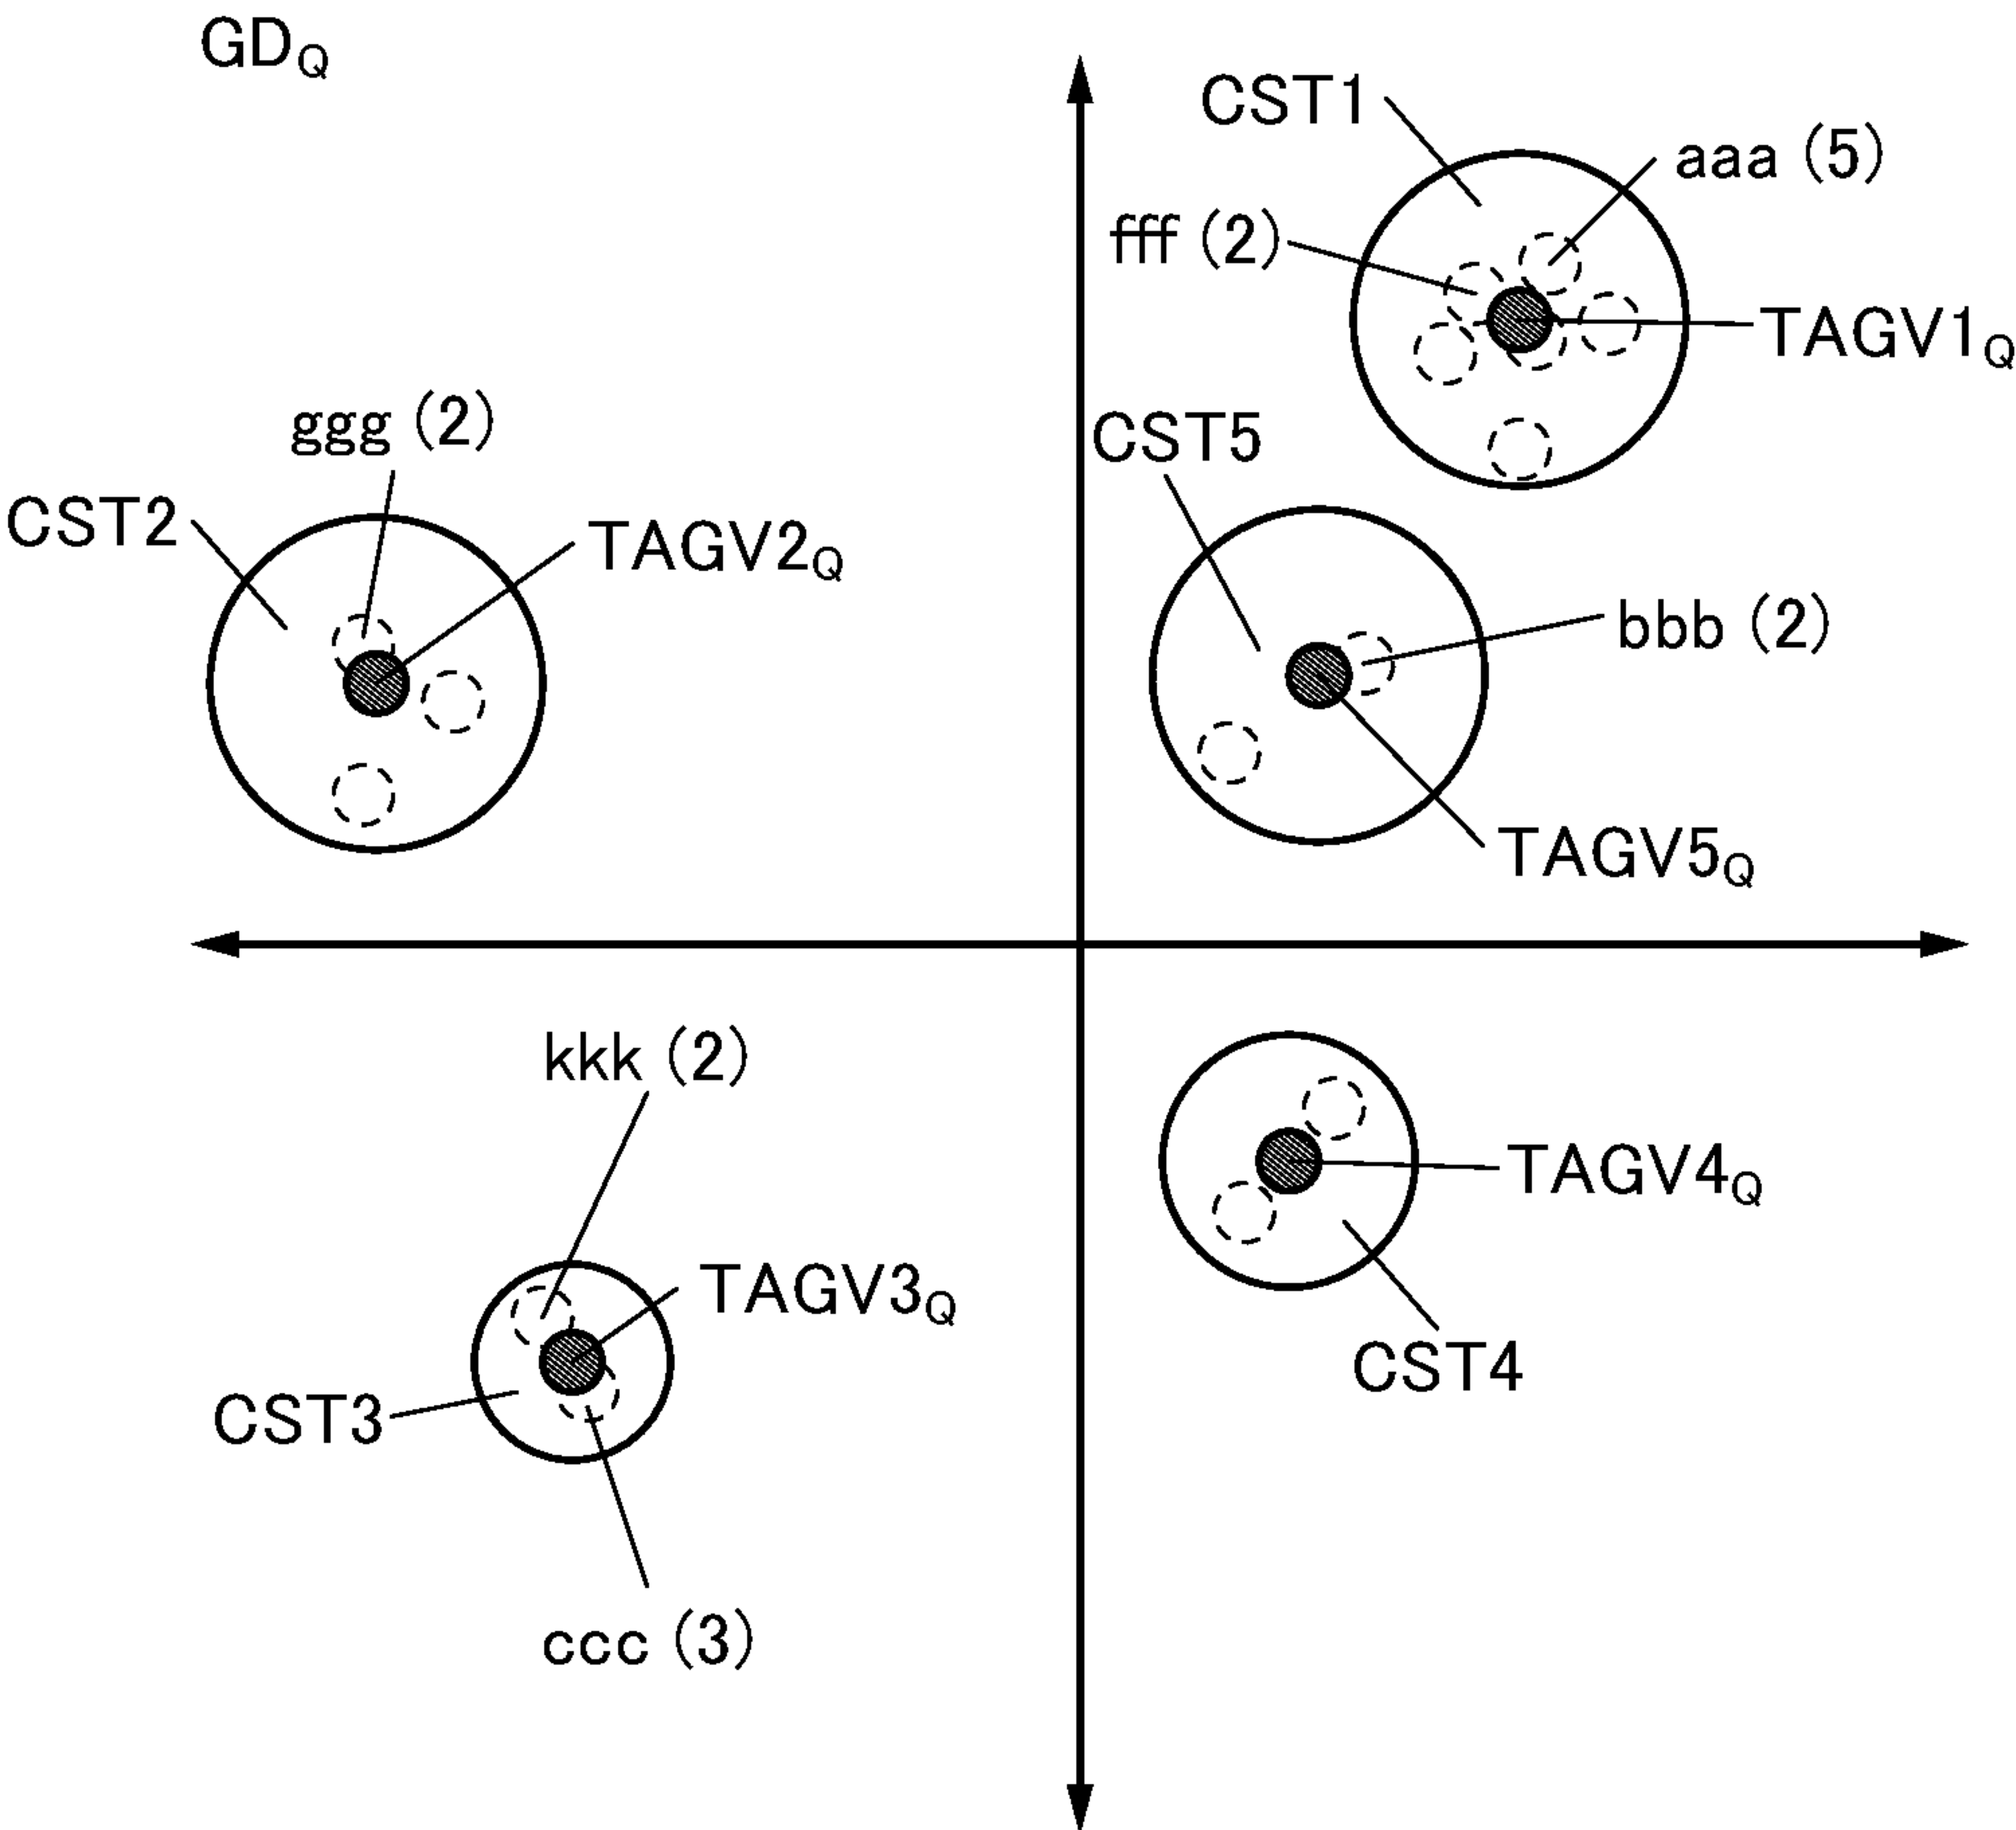 GDQ
CST1
aaa (5)
fff (2)
TAGV1Q
ggg (2)
CST5
CST2
TAGV2Q
bbb (2)
TAGV5Q
kkk (2)
TAGV4Q
TAGV3Q
CST4
CST3
ccc (3)